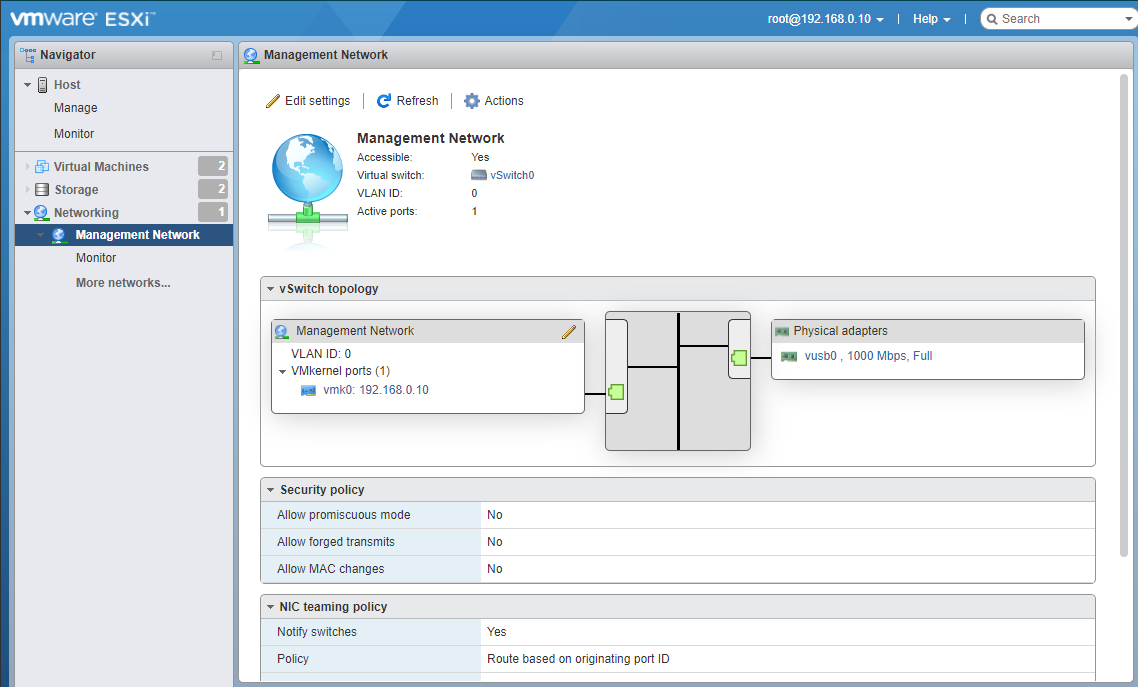 vmware ESXi™
root@192.168.0.10 | Help | Search
Navigator
Host
Manage
Monitor
Virtual Machines 2
Storage 2
Networking 1
Management Network
Monitor
More networks...
Management Network
Edit settings | Refresh | Actions
Management Network
Accessible: Yes
Virtual switch: vSwitch0
VLAN ID: 0
Active ports: 1
vSwitch topology
Management Network
VLAN ID: 0
VMkernel ports (1)
vmk0: 192.168.0.10
Physical adapters
vusb0 , 1000 Mbps, Full
Security policy
Allow promiscuous mode No
Allow forged transmits No
Allow MAC changes No
NIC teaming policy
Notify switches Yes
Policy Route based on originating port ID